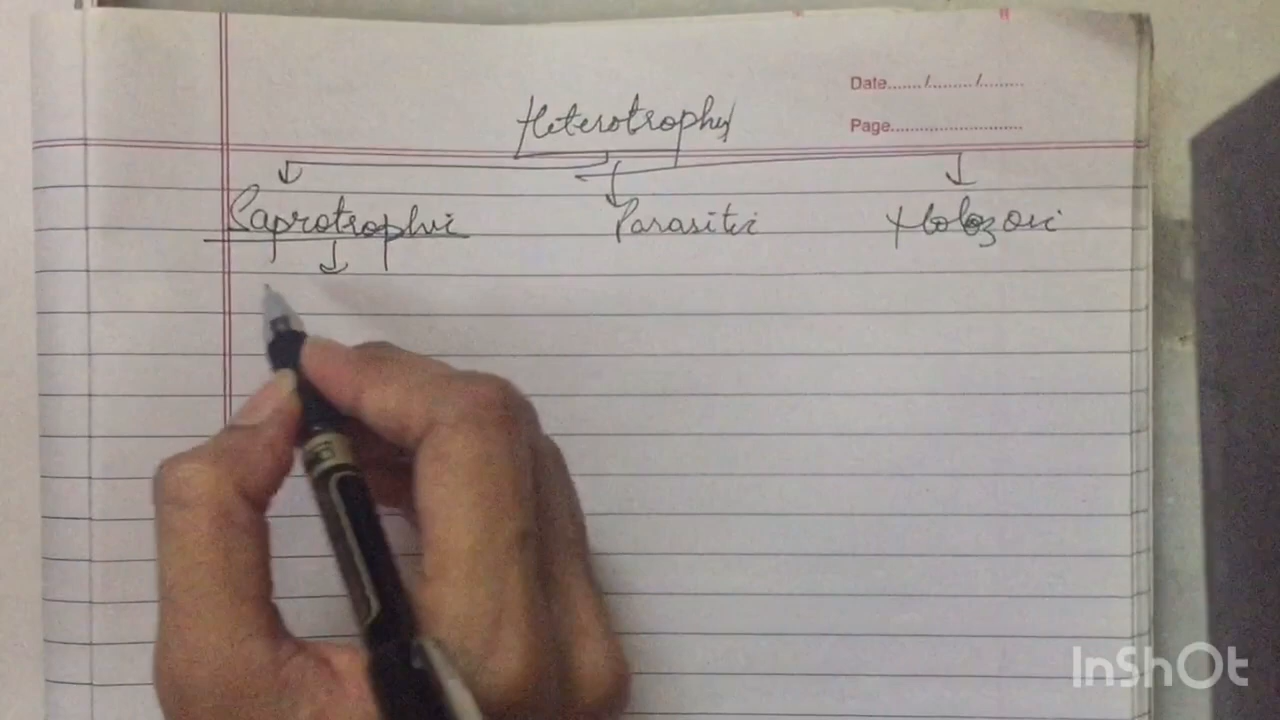 Date....../......../........
Page...........................
Heterotrophy
Saprotrophic Parasitic Holozoic
InShOt